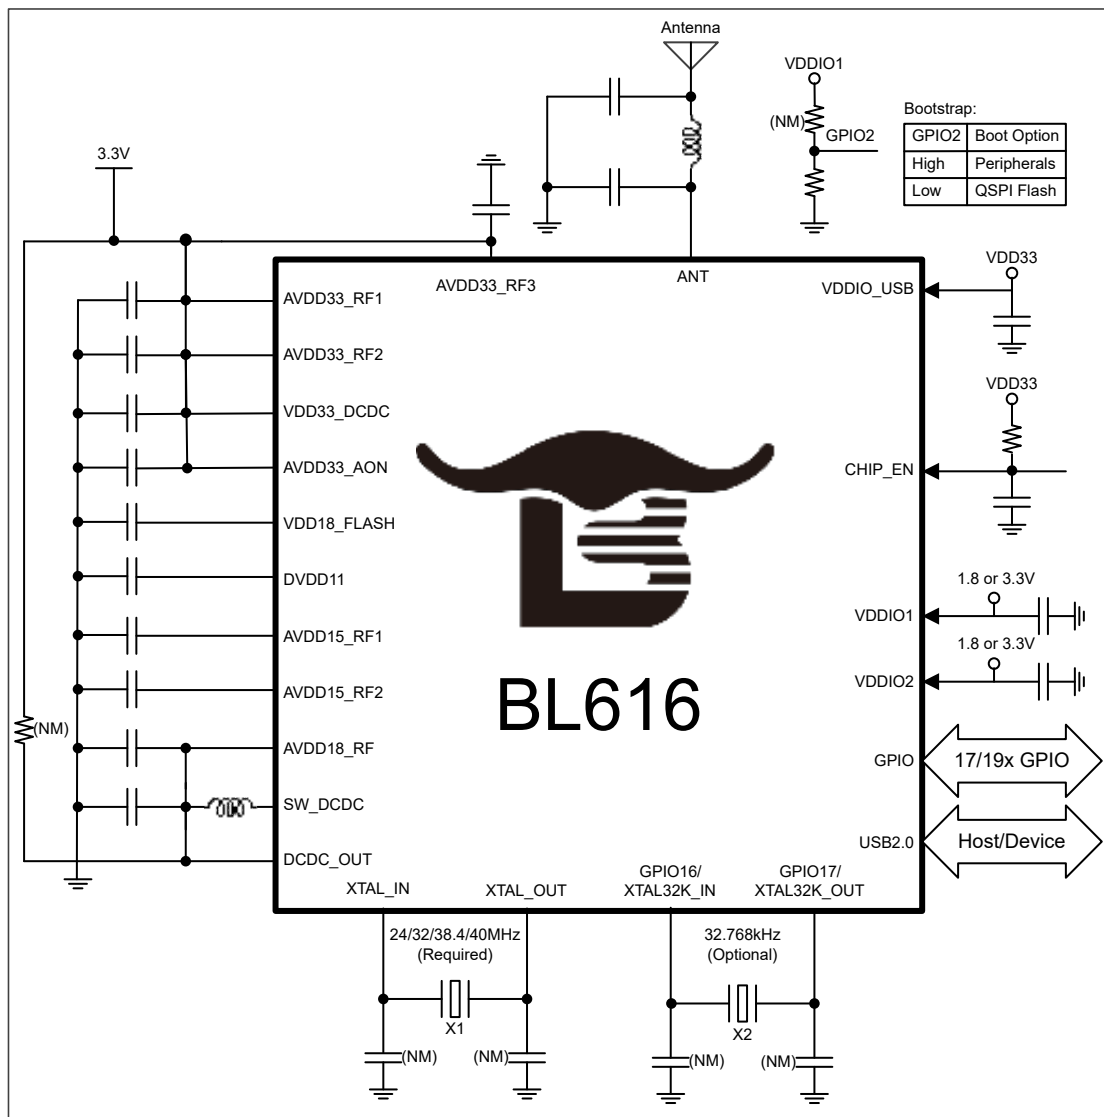 Antenna
VDDIO1
(NM)
GPIO2
Bootstrap:
GPIO2 Boot Option
High Peripherals
Low QSPI Flash
3.3V
AVDD33_RF3
ANT
VDD33
VDDIO_USB
AVDD33_RF1
AVDD33_RF2
VDD33_DCDC
AVDD33_AON
VDD18_FLASH
DVDD11
AVDD15_RF1
AVDD15_RF2
(NM)
AVDD18_RF
SW_DCDC
DCDC_OUT
BL616
VDD33
CHIP_EN
1.8 or 3.3V
VDDIO1
1.8 or 3.3V
VDDIO2
GPIO
17/19x GPIO
USB2.0
Host/Device
XTAL_IN
XTAL_OUT
GPIO16/
XTAL32K_IN
GPIO17/
XTAL32K_OUT
24/32/38.4/40MHz
(Required)
32.768kHz
(Optional)
X1
X2
(NM)
(NM)
(NM)
(NM)